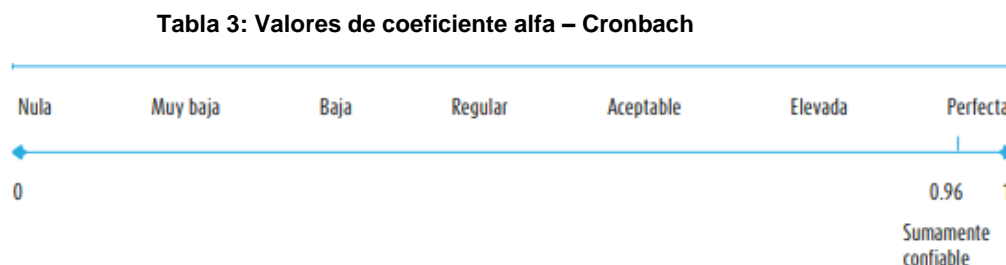 Tabla 3: Valores de coeficiente alfa – Cronbach
Nula Muy baja Baja Regular Aceptable Elevada Perfecta
0 0.96 1
Sumamente
confiable